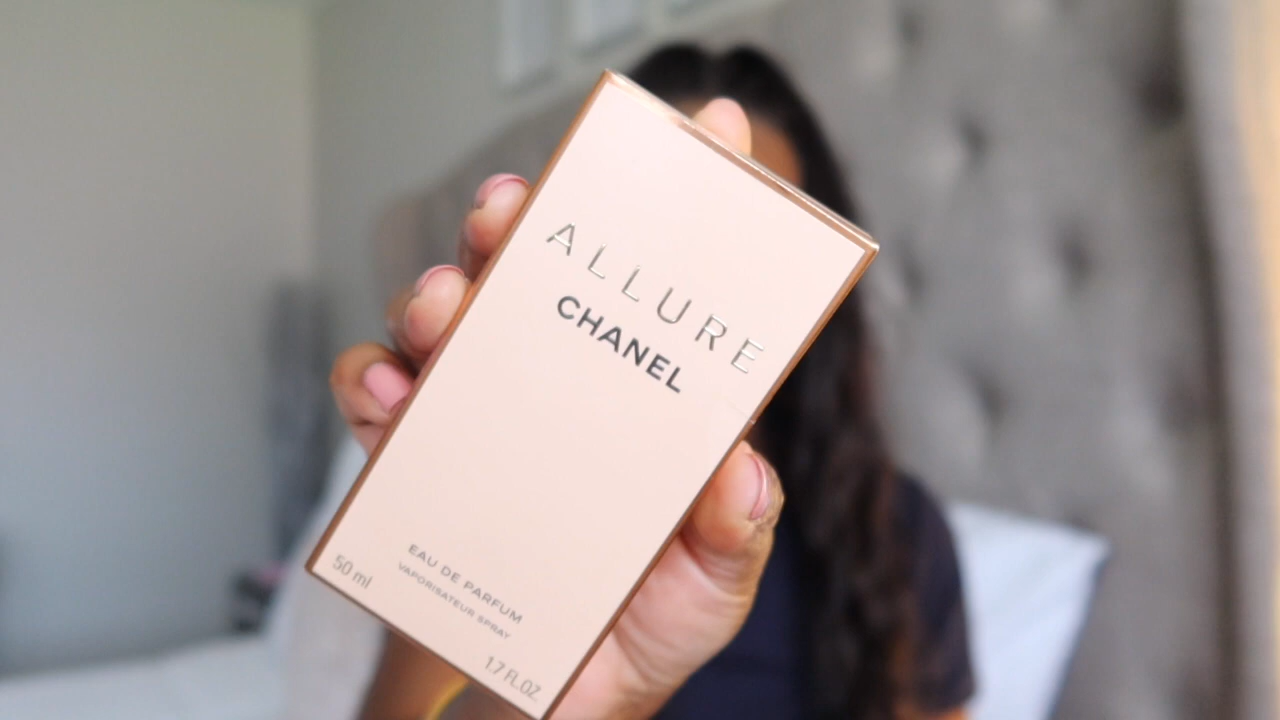 ALLURE
CHANEL
EAU DE PARFUM
VAPORISATEUR SPRAY
50 ml
1.7 FL.OZ.